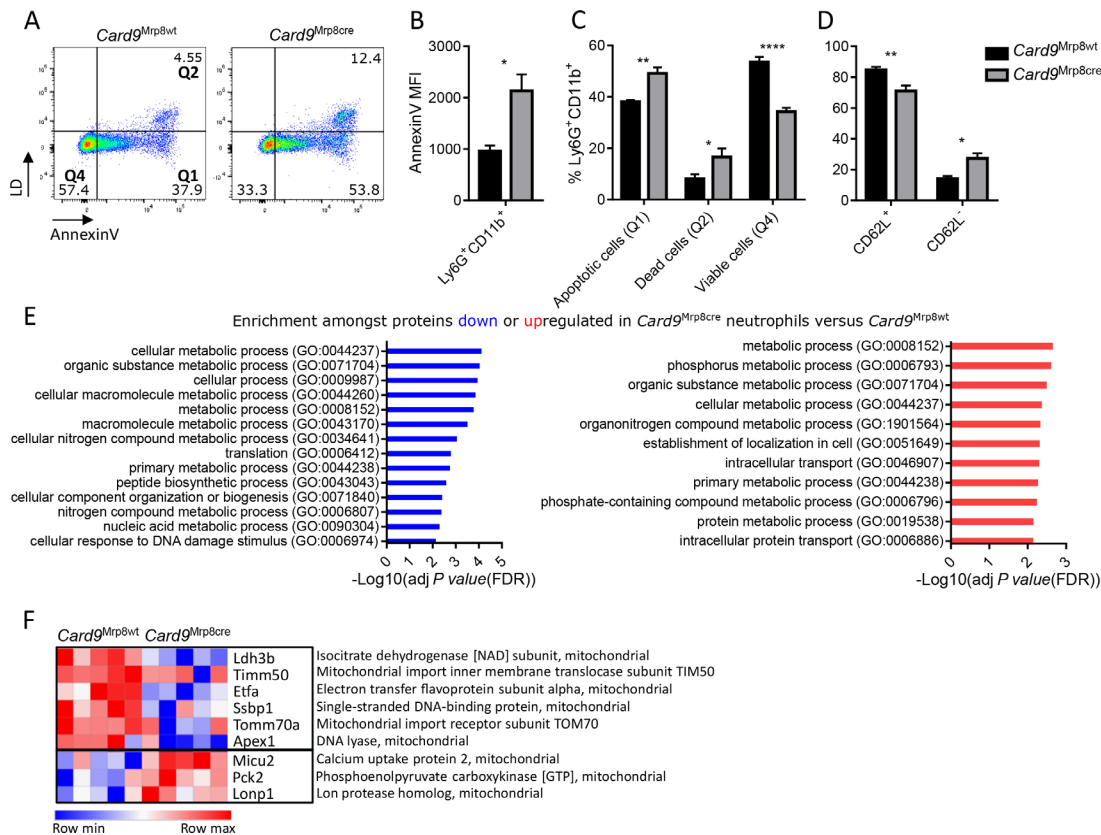 A
Card9Mrp8wt
Card9Mrp8cre
4.55
Q2
12.4
Q4
57.4
Q1
37.9
33.3
53.8
LD
AnnexinV
B
AnnexinV MFI
3000
2000
1000
0
*
Ly6G+CD11b+
C
% Ly6G+CD11b+
60
40
20
0
**
*
****
Apoptotic cells (Q1)
Dead cells (Q2)
Viable cells (Q4)
D
100
80
60
40
20
0
**
*
CD62L+
CD62L-
Card9Mrp8wt
Card9Mrp8cre
E
Enrichment amongst proteins down or upregulated in Card9Mrp8cre neutrophils versus Card9Mrp8wt
cellular metabolic process (GO:0044237)
organic substance metabolic process (GO:0071704)
cellular process (GO:0009987)
cellular macromolecule metabolic process (GO:0044260)
metabolic process (GO:0008152)
macromolecule metabolic process (GO:0043170)
cellular nitrogen compound metabolic process (GO:0034641)
translation (GO:0006412)
primary metabolic process (GO:0044238)
peptide biosynthetic process (GO:0043043)
cellular component organization or biogenesis (GO:0071840)
nitrogen compound metabolic process (GO:0006807)
nucleic acid metabolic process (GO:0090304)
cellular response to DNA damage stimulus (GO:0006974)
0 1 2 3 4 5
-Log10(adj P value(FDR))
metabolic process (GO:0008152)
phosphorus metabolic process (GO:0006793)
organic substance metabolic process (GO:0071704)
cellular metabolic process (GO:0044237)
organonitrogen compound metabolic process (GO:1901564)
establishment of localization in cell (GO:0051649)
intracellular transport (GO:0046907)
primary metabolic process (GO:0044238)
phosphate-containing compound metabolic process (GO:0006796)
protein metabolic process (GO:0019538)
intracellular protein transport (GO:0006886)
0 1 2 3
-Log10(adj P value(FDR))
F
Card9Mrp8wt Card9Mrp8cre
Ldh3b Isocitrate dehydrogenase [NAD] subunit, mitochondrial
Timm50 Mitochondrial import inner membrane translocase subunit TIM50
Etfa Electron transfer flavoprotein subunit alpha, mitochondrial
Ssbp1 Single-stranded DNA-binding protein, mitochondrial
Tomm70a Mitochondrial import receptor subunit TOM70
Apex1 DNA lyase, mitochondrial
Micu2 Calcium uptake protein 2, mitochondrial
Pck2 Phosphoenolpyruvate carboxykinase [GTP], mitochondrial
Lonp1 Lon protease homolog, mitochondrial
Row min Row max